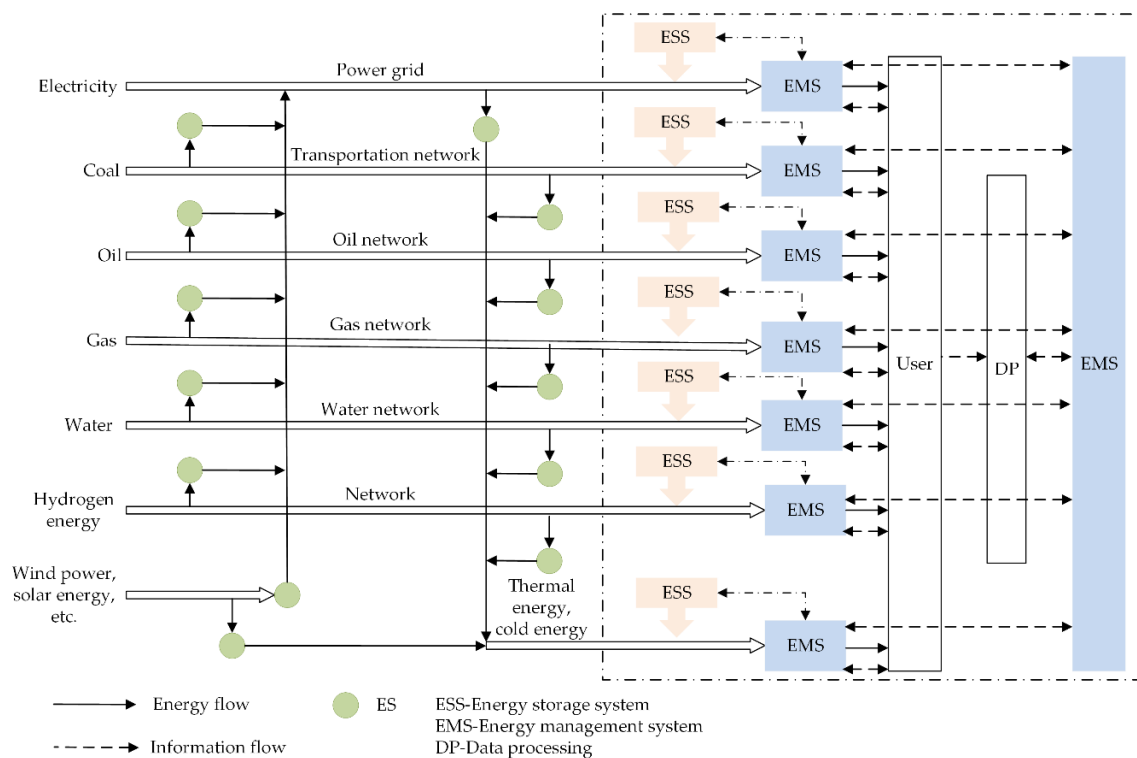 ESS
Power grid
Electricity
EMS
ESS
Transportation network
Coal
EMS
ESS
Oil network
Oil
EMS
ESS
Gas network
Gas
EMS
User
DP
EMS
ESS
Water network
Water
EMS
ESS
Network
Hydrogen
energy
EMS
Wind power,
solar energy,
etc.
Thermal
energy,
cold energy
ESS
EMS
Energy flow
ES
ESS-Energy storage system
EMS-Energy management system
Information flow
DP-Data processing